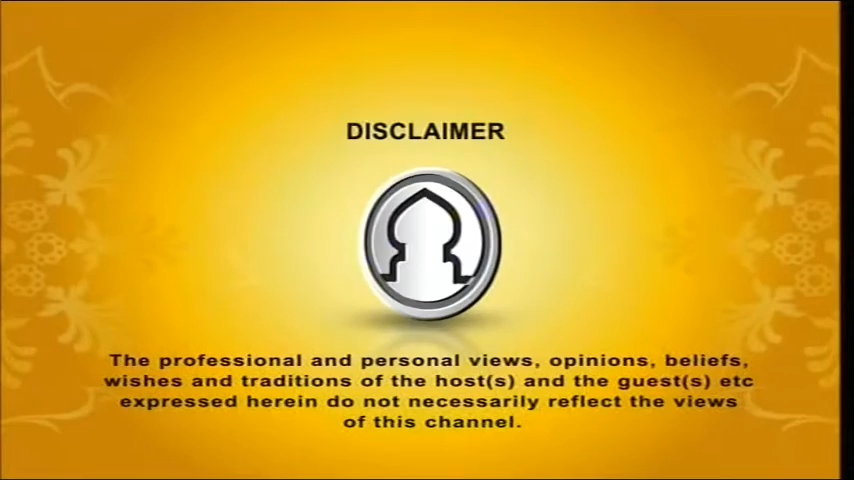 DISCLAIMER
The professional and personal views, opinions, beliefs,
wishes and traditions of the host(s) and the guest(s) etc
expressed herein do not necessarily reflect the views
of this channel.